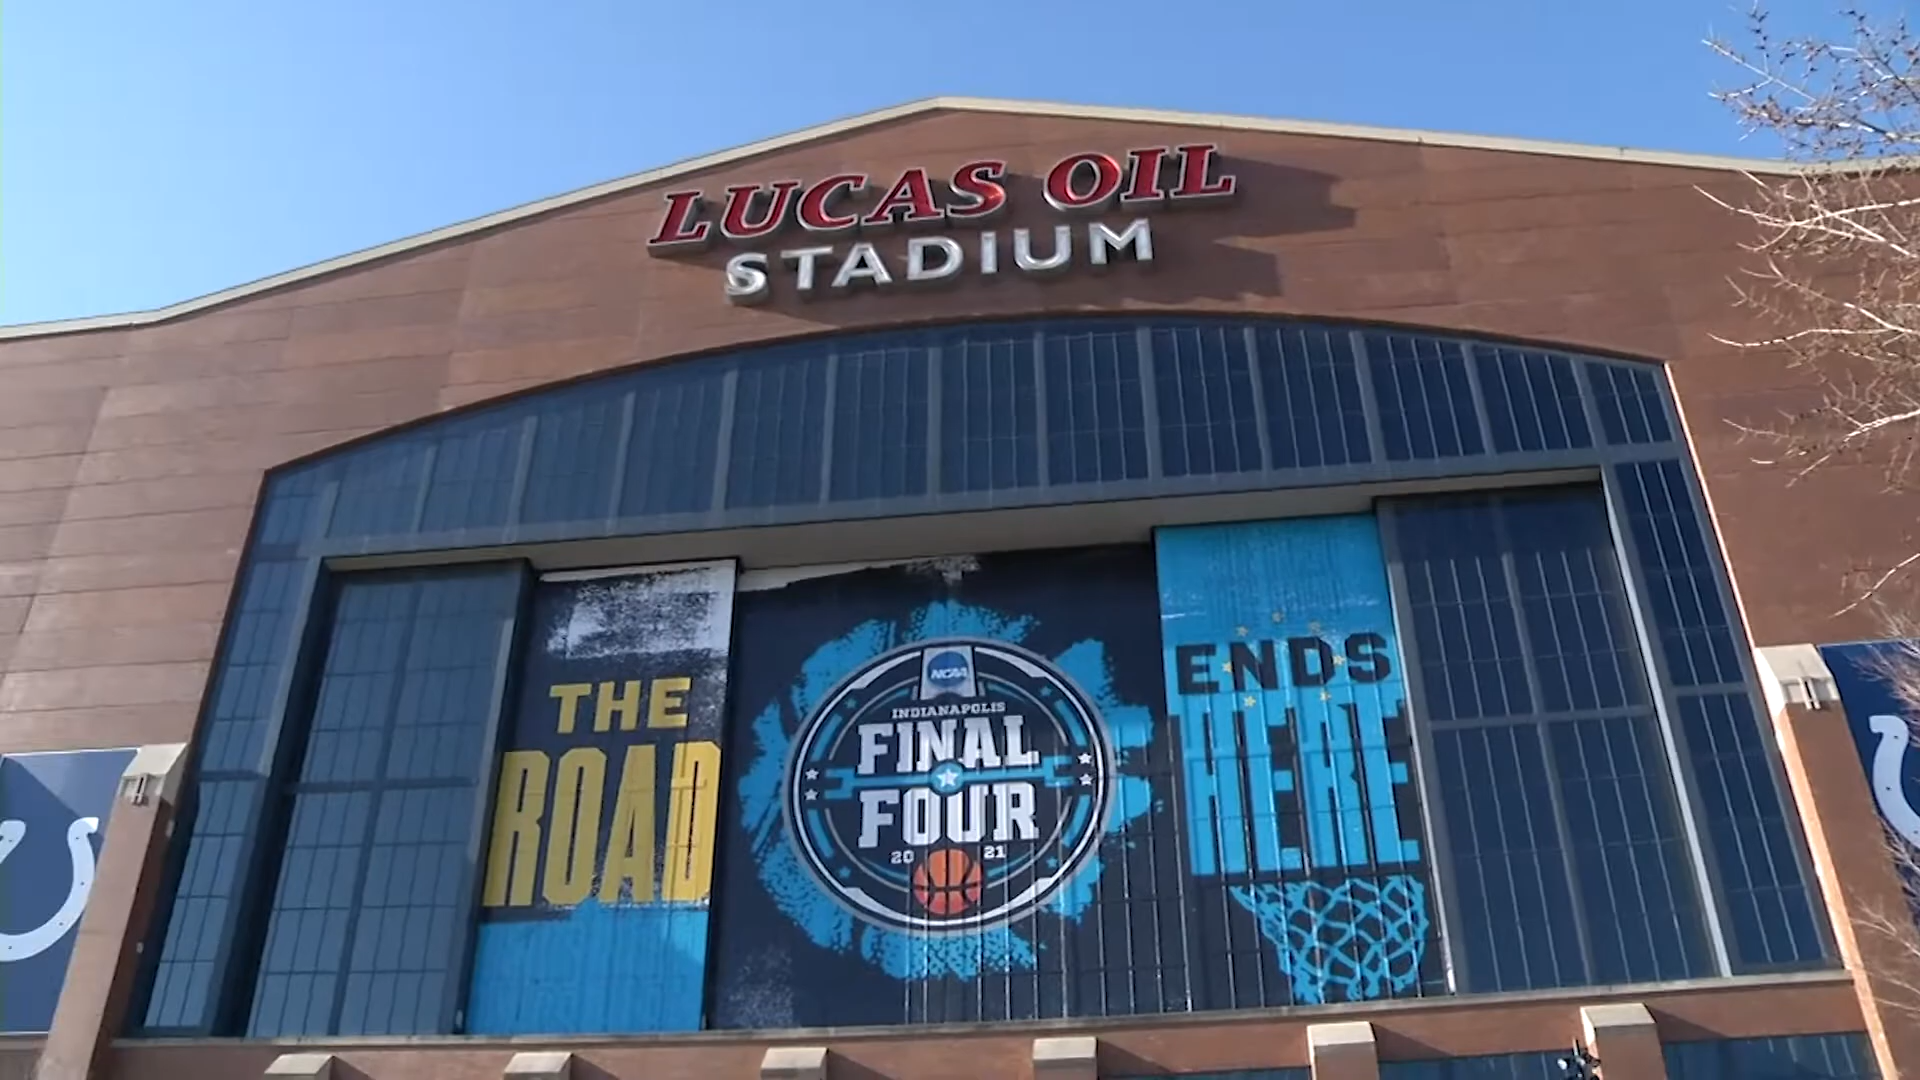 LUCAS OIL
STADIUM
THE
ROAD
NCAA
INDIANAPOLIS
FINAL
FOUR
20 21
ENDS
HERE